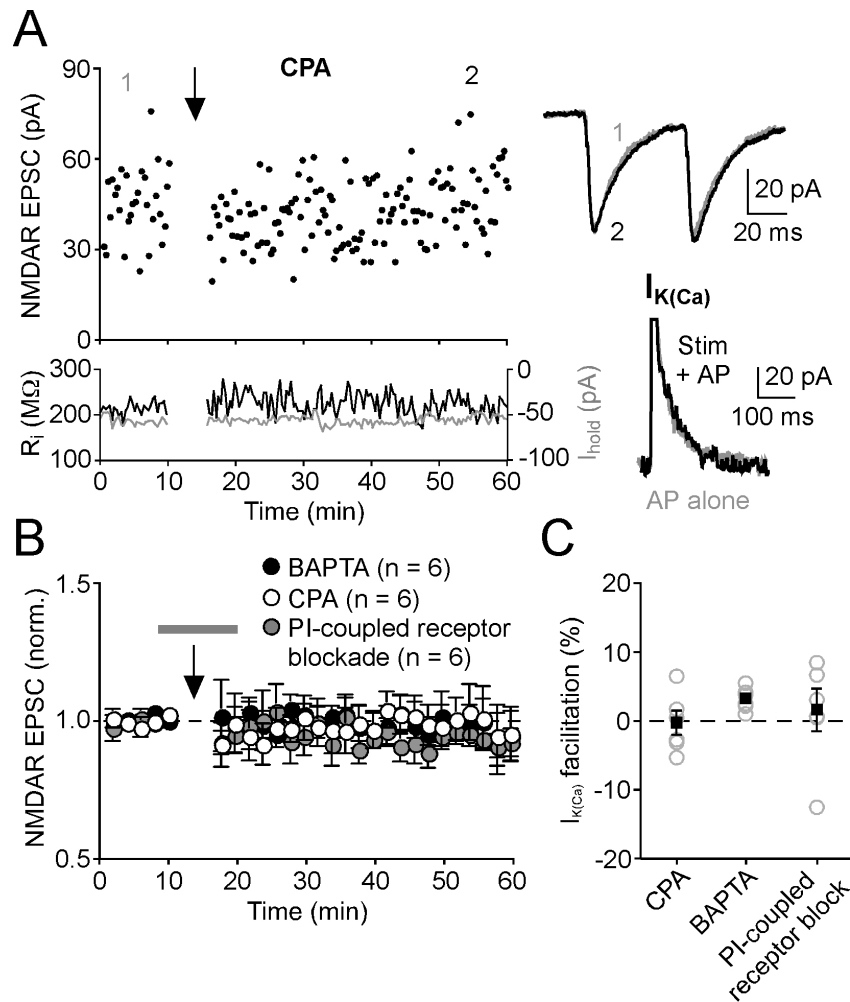 A
CPA
90
60
30
0
NMDAR EPSC (pA)
1
2
1
2
20 pA
20 ms
I K(Ca)
Stim
+ AP
20 pA
100 ms
AP alone
300
200
100
Ri (MΩ)
0
-50
-100
Ihold (pA)
0 10 20 30 40 50 60
Time (min)
B
BAPTA (n = 6)
CPA (n = 6)
PI-coupled receptor
blockade (n = 6)
1.5
1.0
0.5
NMDAR EPSC (norm.)
0 10 20 30 40 50 60
Time (min)
C
20
10
0
-10
-20
IK(Ca) facilitation (%)
CPA
BAPTA
PI-coupled
receptor block